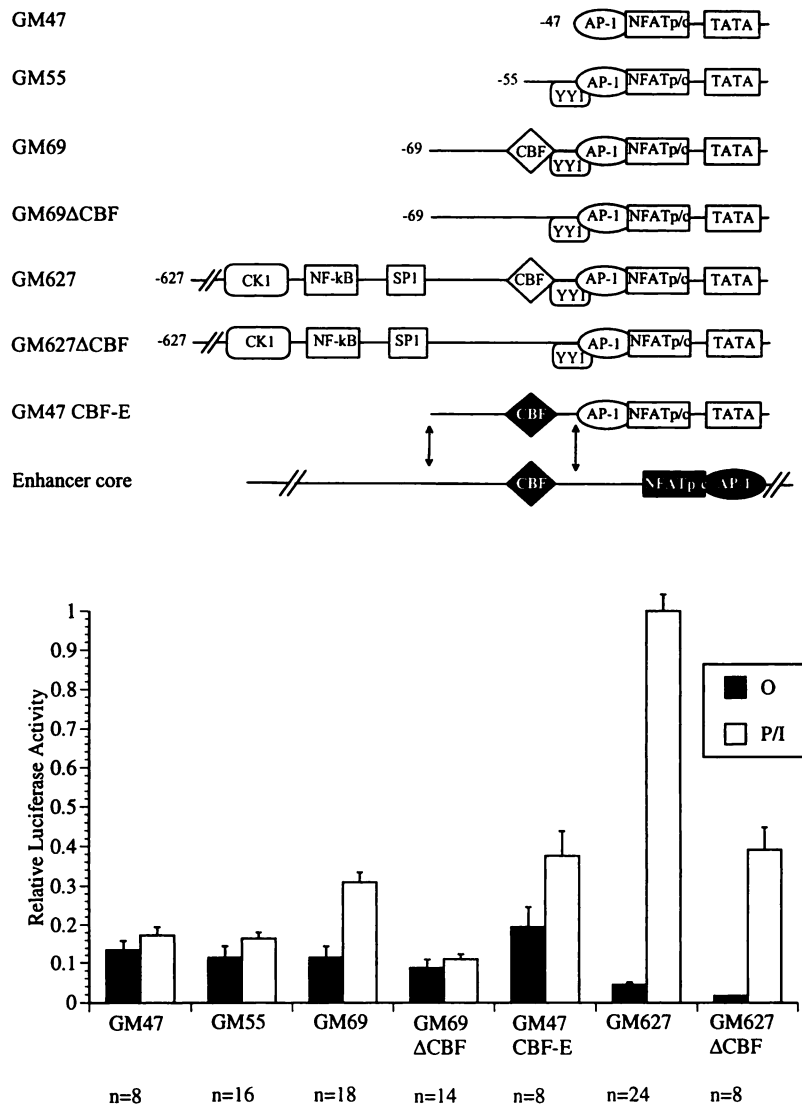 GM47 -47 AP-1 NFATp/c TATA
GM55 -55 YY1 AP-1 NFATp/c TATA
GM69 -69 CBF YY1 AP-1 NFATp/c TATA
GM69ΔCBF -69 YY1 AP-1 NFATp/c TATA
GM627 -627 CK1 NF-kB SP1 CBF YY1 AP-1 NFATp/c TATA
GM627ΔCBF -627 CK1 NF-kB SP1 YY1 AP-1 NFATp/c TATA
GM47 CBF-E CBF AP-1 NFATp/c TATA
Enhancer core CBF NFATp/c AP-1
Relative Luciferase Activity
1
0.9
0.8
0.7
0.6
0.5
0.4
0.3
0.2
0.1
0
O
P/I
GM47 GM55 GM69 GM69 GM47 GM627 GM627
ΔCBF CBF-E ΔCBF
n=8 n=16 n=18 n=14 n=8 n=24 n=8